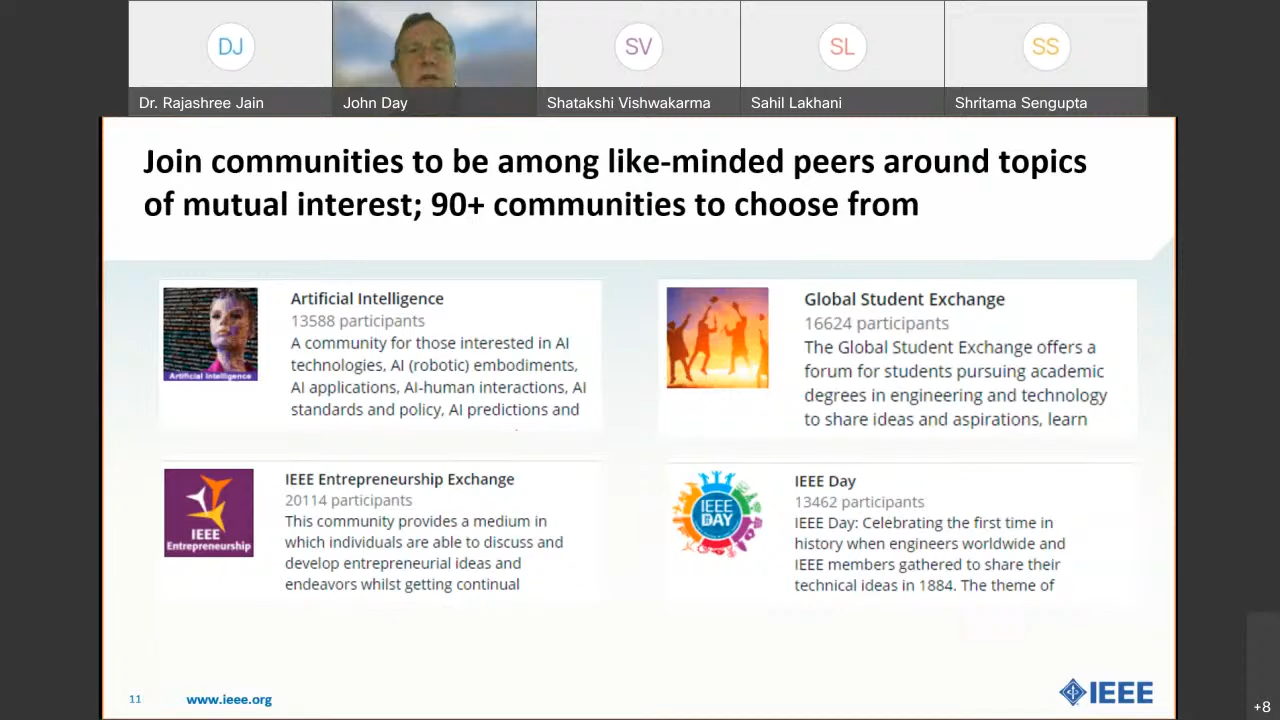 DJ
SV
SL
SS
Dr. Rajashree Jain
John Day
Shatakshi Vishwakarma
Sahil Lakhani
Shritama Sengupta
Join communities to be among like-minded peers around topics
of mutual interest; 90+ communities to choose from
Artificial Intelligence
Artificial Intelligence
13588 participants
A community for those interested in AI
technologies, AI (robotic) embodiments,
AI applications, AI-human interactions, AI
standards and policy, AI predictions and
Global Student Exchange
16624 participants
The Global Student Exchange offers a
forum for students pursuing academic
degrees in engineering and technology
to share ideas and aspirations, learn
IEEE
Entrepreneurship
IEEE Entrepreneurship Exchange
20114 participants
This community provides a medium in
which individuals are able to discuss and
develop entrepreneurial ideas and
endeavors whilst getting continual
IEEE
DAY
IEEE Day
13462 participants
IEEE Day: Celebrating the first time in
history when engineers worldwide and
IEEE members gathered to share their
technical ideas in 1884. The theme of
11
www.ieee.org
IEEE
+8